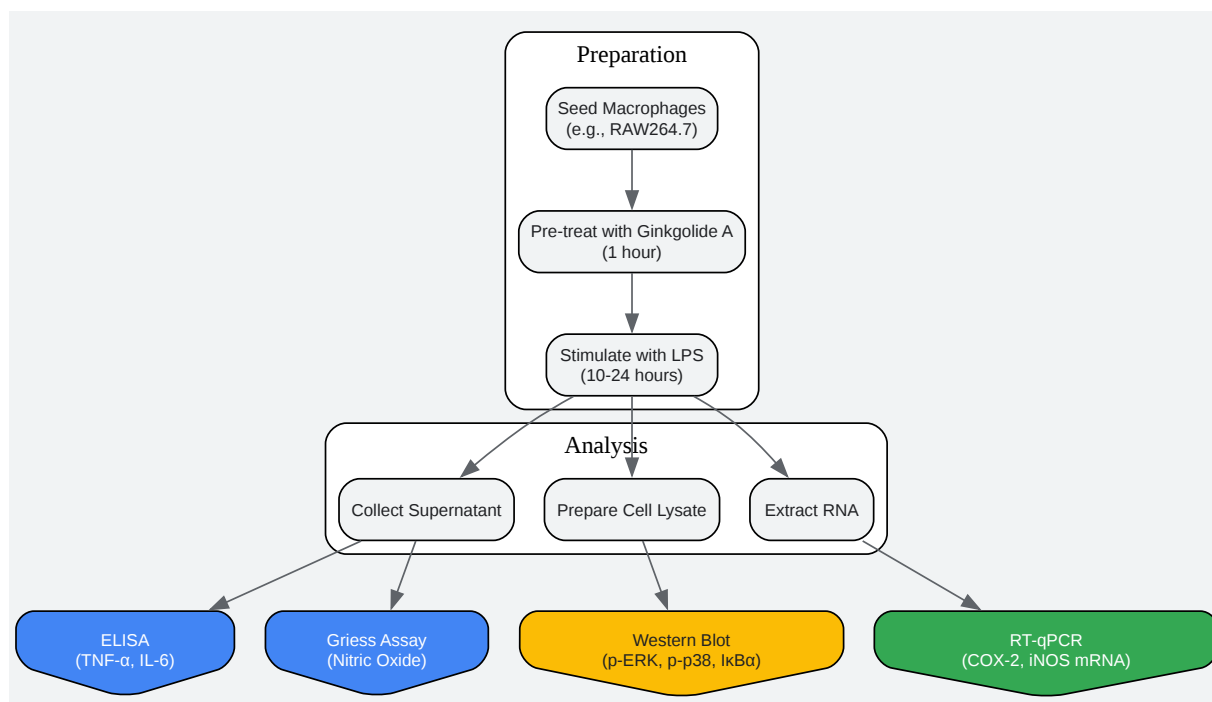 Preparation
Seed Macrophages
(e.g., RAW264.7)
Pre-treat with Ginkgolide A
(1 hour)
Stimulate with LPS
(10-24 hours)
Analysis
Collect Supernatant
Prepare Cell Lysate
Extract RNA
ELISA
(TNF-α, IL-6)
Griess Assay
(Nitric Oxide)
Western Blot
(p-ERK, p-p38, IκBα)
RT-qPCR
(COX-2, iNOS mRNA)